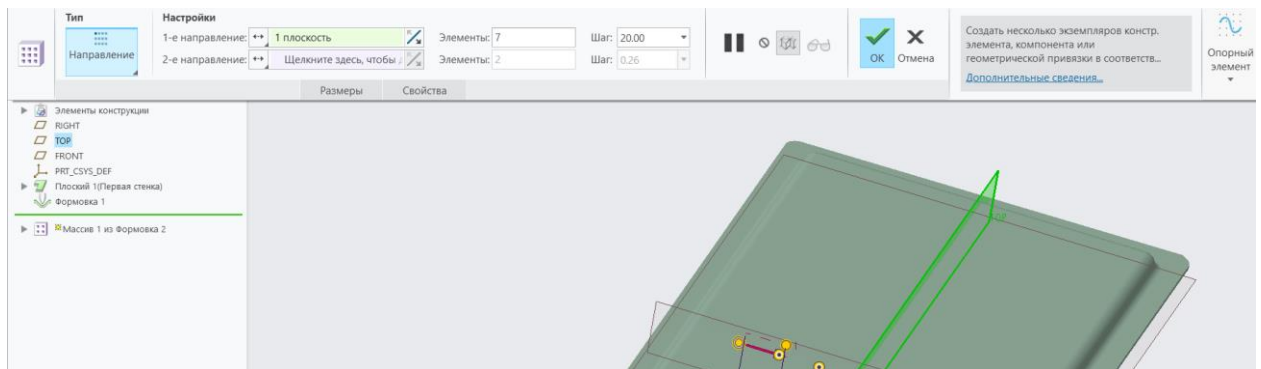 Тип
Настройки
1-е направление: 1 плоскость Элементы: 7 Шаг: 20.00
2-е направление: Щелкните здесь, чтобы Элементы: 2 Шаг: 0.26
Направление
OK Отмена
Создать несколько экземпляров констр.
элемента, компонента или
геометрической привязки в соответств...
Дополнительные сведения...
Опорный
элемент
Размеры Свойства
Элементы конструкции
RIGHT
TOP
FRONT
PRT_CSYS_DEF
Плоский 1(Первая стенка)
Формовка 1
Массив 1 из Формовка 2
TOP